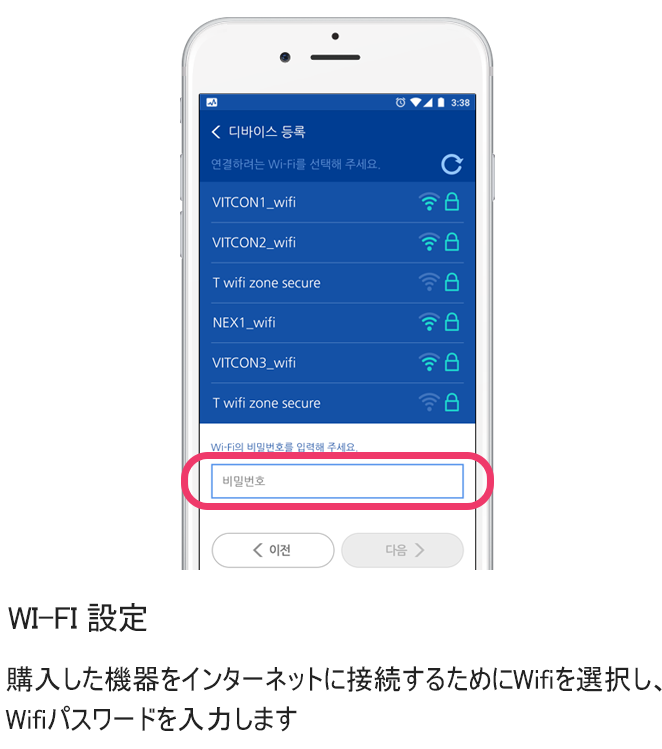 3:38
디바이스 등록
연결하려는 Wi-Fi를 선택해 주세요.
VITCON1_wifi
VITCON2_wifi
T wifi zone secure
NEX1_wifi
VITCON3_wifi
T wifi zone secure
Wi-Fi의 비밀번호를 입력해 주세요.
비밀번호
이전 다음
WI-FI 設定
購入した機器をインターネットに接続するためにWifiを選択し、
Wifiパスワードを入力します